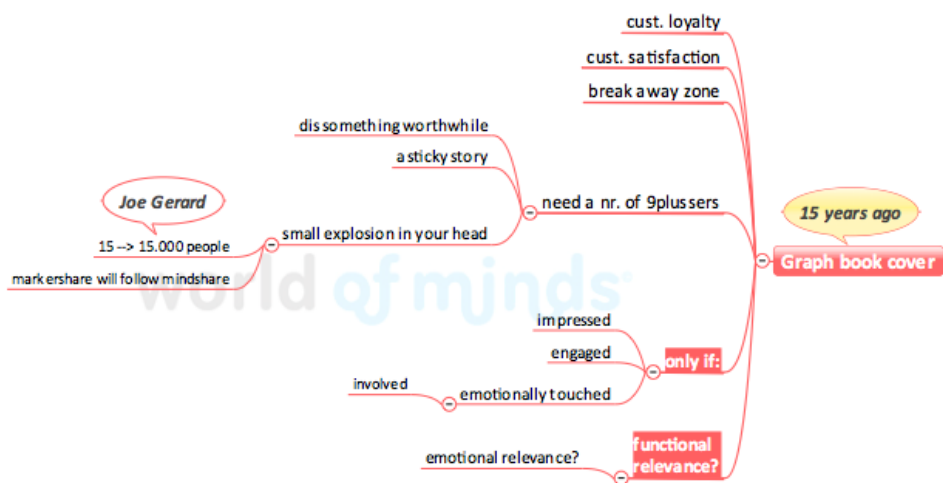 cust. loyalty
cust. satisfaction
break away zone
dis something worthwhile
a sticky story
need a nr. of 9plussers
Joe Gerard
15 years ago
15 --> 15.000 people
small explosion in your head
Graph book cover
markershare will follow mindshare
world of minds
impressed
engaged
only if:
involved
emotionally touched
functional
relevance?
emotional relevance?